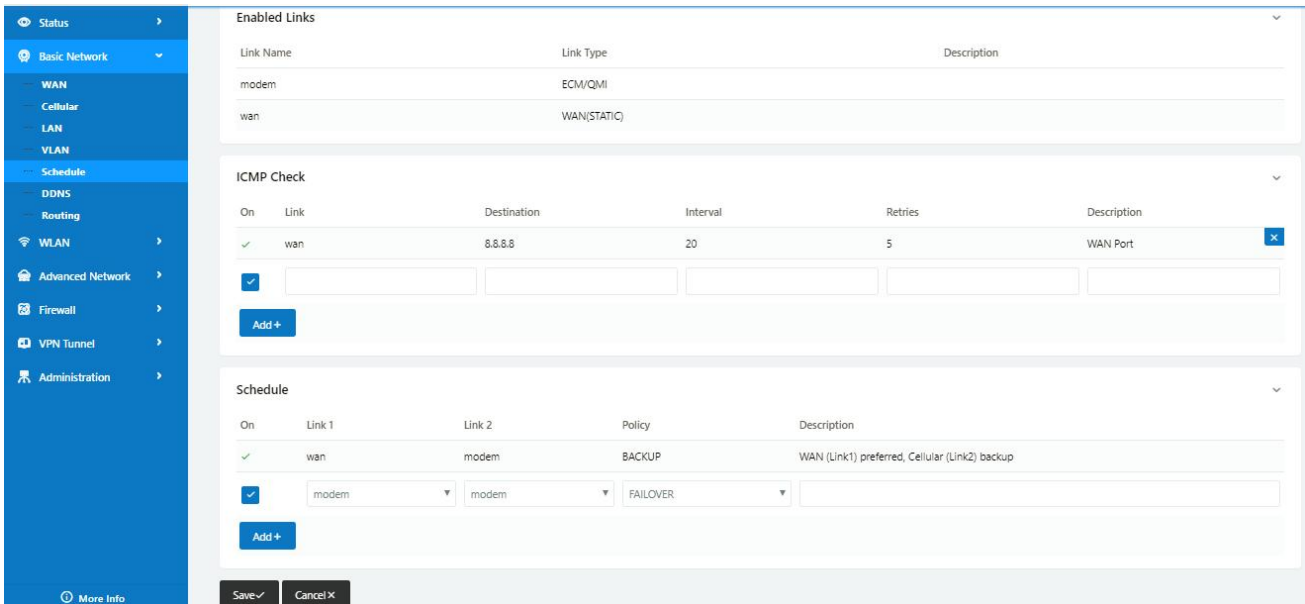 Status
Basic Network
WAN
Cellular
LAN
VLAN
Schedule
DDNS
Routing
WLAN
Advanced Network
Firewall
VPN Tunnel
Administration
More Info
Enabled Links
Link Name Link Type Description
modem ECM/QMI
wan WAN(STATIC)
ICMP Check
On Link Destination Interval Retries Description
wan 8.8.8.8 20 5 WAN Port
Add+
Schedule
On Link 1 Link 2 Policy Description
wan modem BACKUP WAN (Link1) preferred, Cellular (Link2) backup
modem modem FAILOVER
Add+
Save Cancel